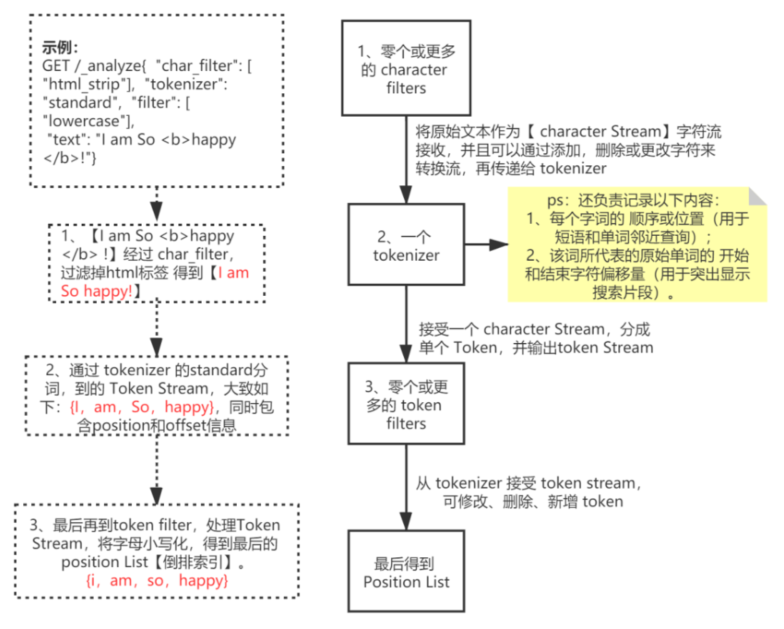 示例：
GET /_analyze{ "char_filter": [
"html_strip"], "tokenizer":
"standard", "filter": [
"lowercase"],
"text": "I am So <b>happy
</b>!"}
1、【I am So <b>happy
</b> !】经过 char_filter，
过滤掉html标签 得到【I am
So happy!】
2、通过 tokenizer 的standard分
词，到的 Token Stream，大致如
下：{I，am，So，happy}，同时包
含position和offset信息
3、最后再到token filter，处理Token
Stream，将字母小写化，得到最后的
position List【倒排索引】。
{i，am，so，happy}
1、零个或更多
的 character
filters
将原始文本作为【 character Stream】字符流
接收，并且可以通过添加，删除或更改字符来
转换流，再传递给 tokenizer
2、一个
tokenizer
ps：还负责记录以下内容：
1、每个字词的 顺序或位置（用于
短语和单词邻近查询）；
2、该词所代表的原始单词的 开始
和结束字符偏移量（用于突出显示
搜索片段）。
接受一个 character Stream，分成
单个 Token，并输出token Stream
3、零个或更
多的 token
filters
从 tokenizer 接受 token stream，
可修改、删除、新增 token
最后得到
Position List